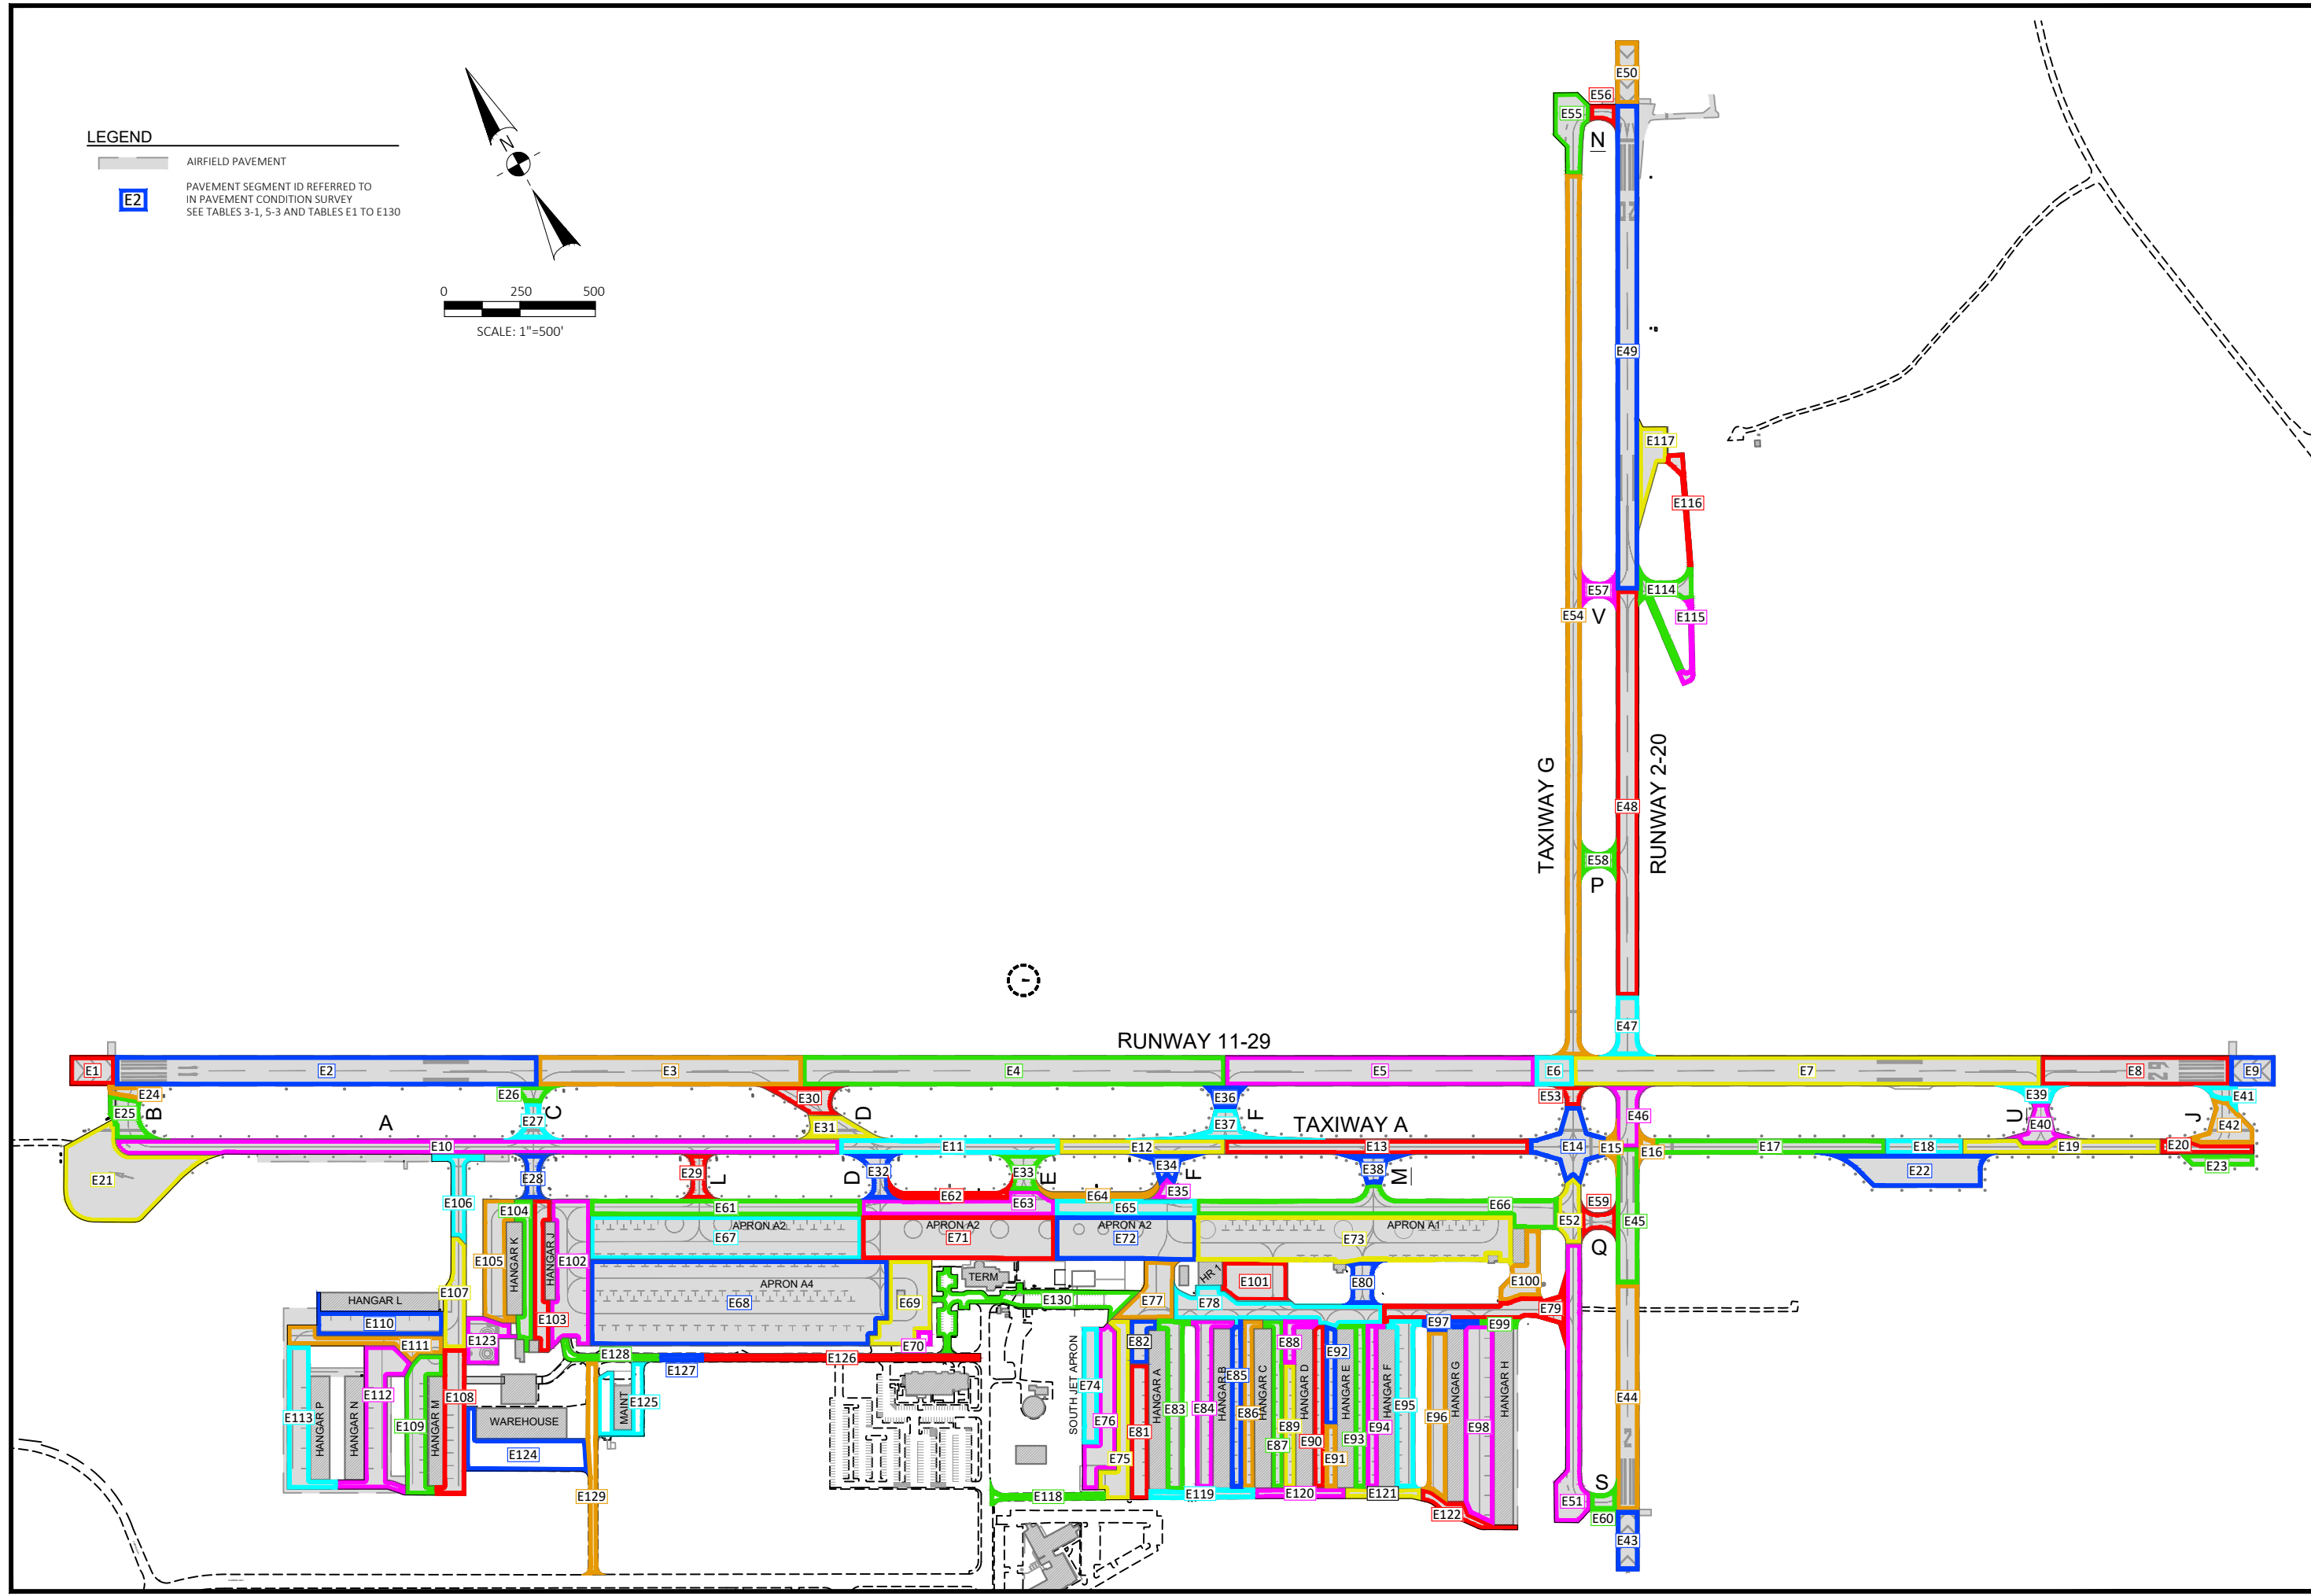 LEGEND
AIRFIELD PAVEMENT
E2
PAVEMENT SEGMENT ID REFERRED TO
IN PAVEMENT CONDITION SURVEY
SEE TABLES 3-1, 5-3 AND TABLES E1 TO E130
N
0 250 500
SCALE: 1"=500'
E50
E56
E55
N
20
E49
E117
E116
E57
E114
E54
V
E115
TAXIWAY G
RUNWAY 2-20
E48
E58
P
E47
RUNWAY 11-29
E1
E2
E3
E4
E5
E6
E7
E8
29
E9
E24
E25
B
A
E26
E27
C
E30
D
E31
E36
F
E37
TAXIWAY A
E53
E46
E39
U
E40
J
E41
E42
E10
E11
E12
E13
E14
E15
E16
E17
E18
E19
E20
E21
E28
E29
L
D
E32
E33
E
E34
F
E35
E38
M
E22
E23
E106
E104
E61
E62
E63
E64
E65
E66
E52
E59
Q
E45
E105
HANGAR K
HANGAR J
E102
APRON A2
E67
APRON A2
E71
APRON A2
E72
APRON A1
E73
APRON A4
E68
E69
TERM
HR 1
E101
E80
E100
E107
HANGAR L
E110
E103
E130
E77
E78
E79
E123
E111
E70
E128
E127
E126
E82
E88
E92
E97
E99
E113
HANGAR P
HANGAR N
E112
E109
HANGAR M
E108
WAREHOUSE
E124
MAINT
E125
E129
SOUTH JET APRON
E74
E76
E75
E81
HANGAR A
E83
E84
HANGAR B
E85
E86
HANGAR C
E87
E89
HANGAR D
E90
E91
HANGAR E
E93
E94
HANGAR F
E95
E96
HANGAR G
E98
HANGAR H
E44
2
E118
E119
E120
E121
E122
E51
S
E60
E43